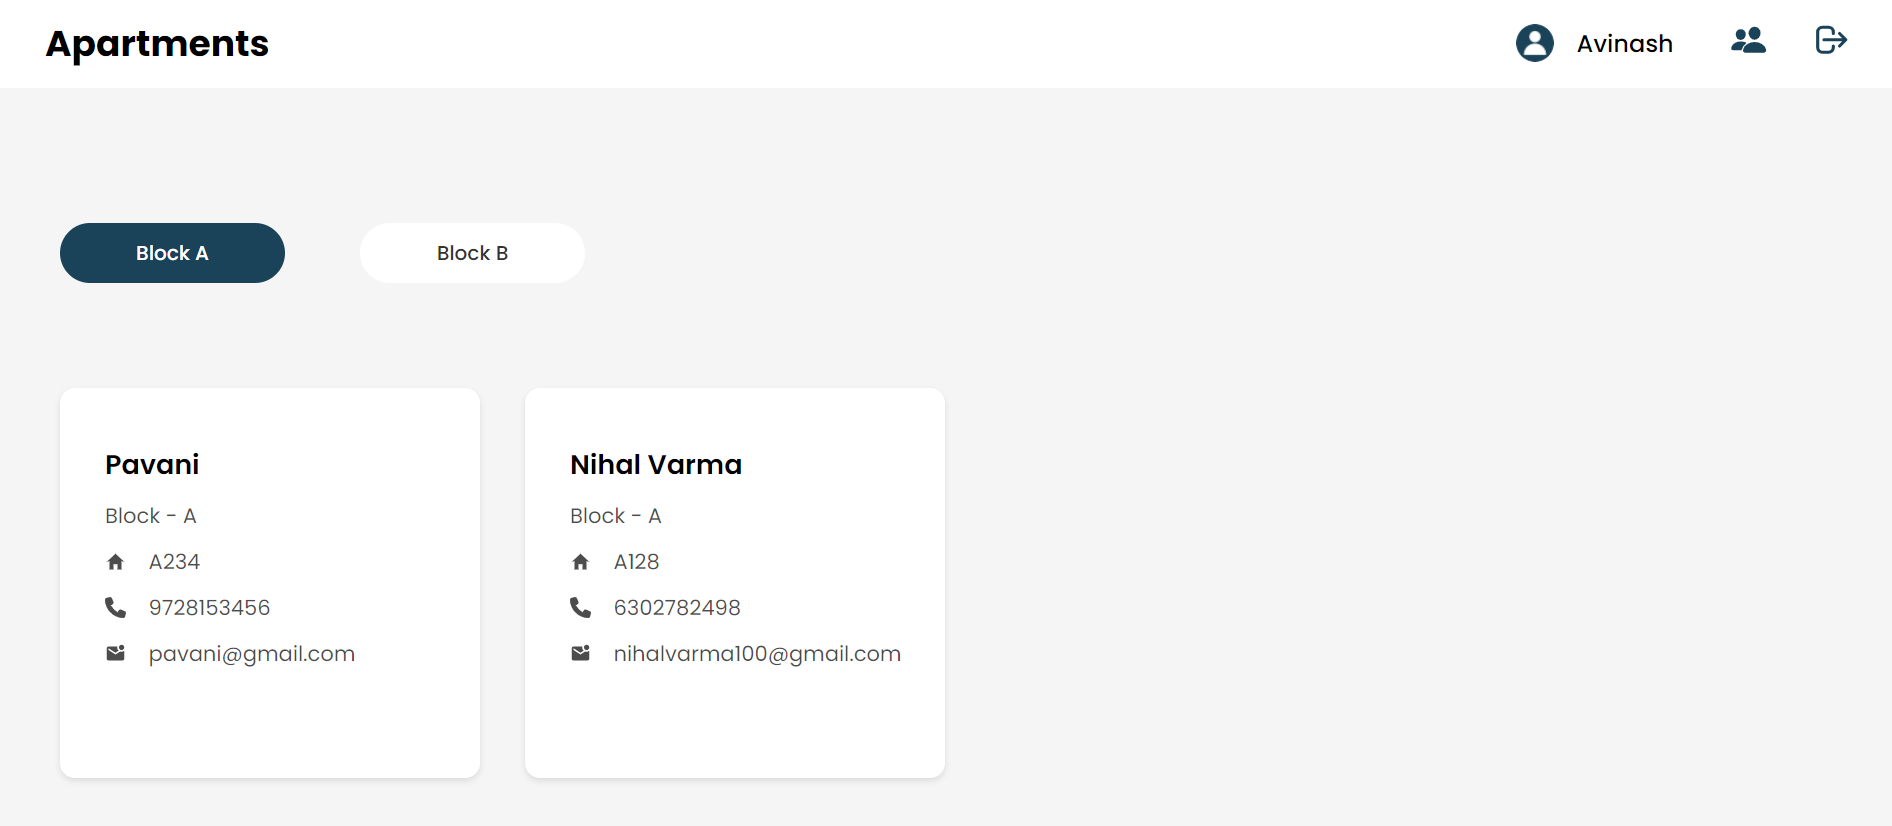 Apartments
Avinash
Block A
Block B
Pavani
Block - A
A234
9728153456
pavani@gmail.com
Nihal Varma
Block - A
A128
6302782498
nihalvarma100@gmail.com